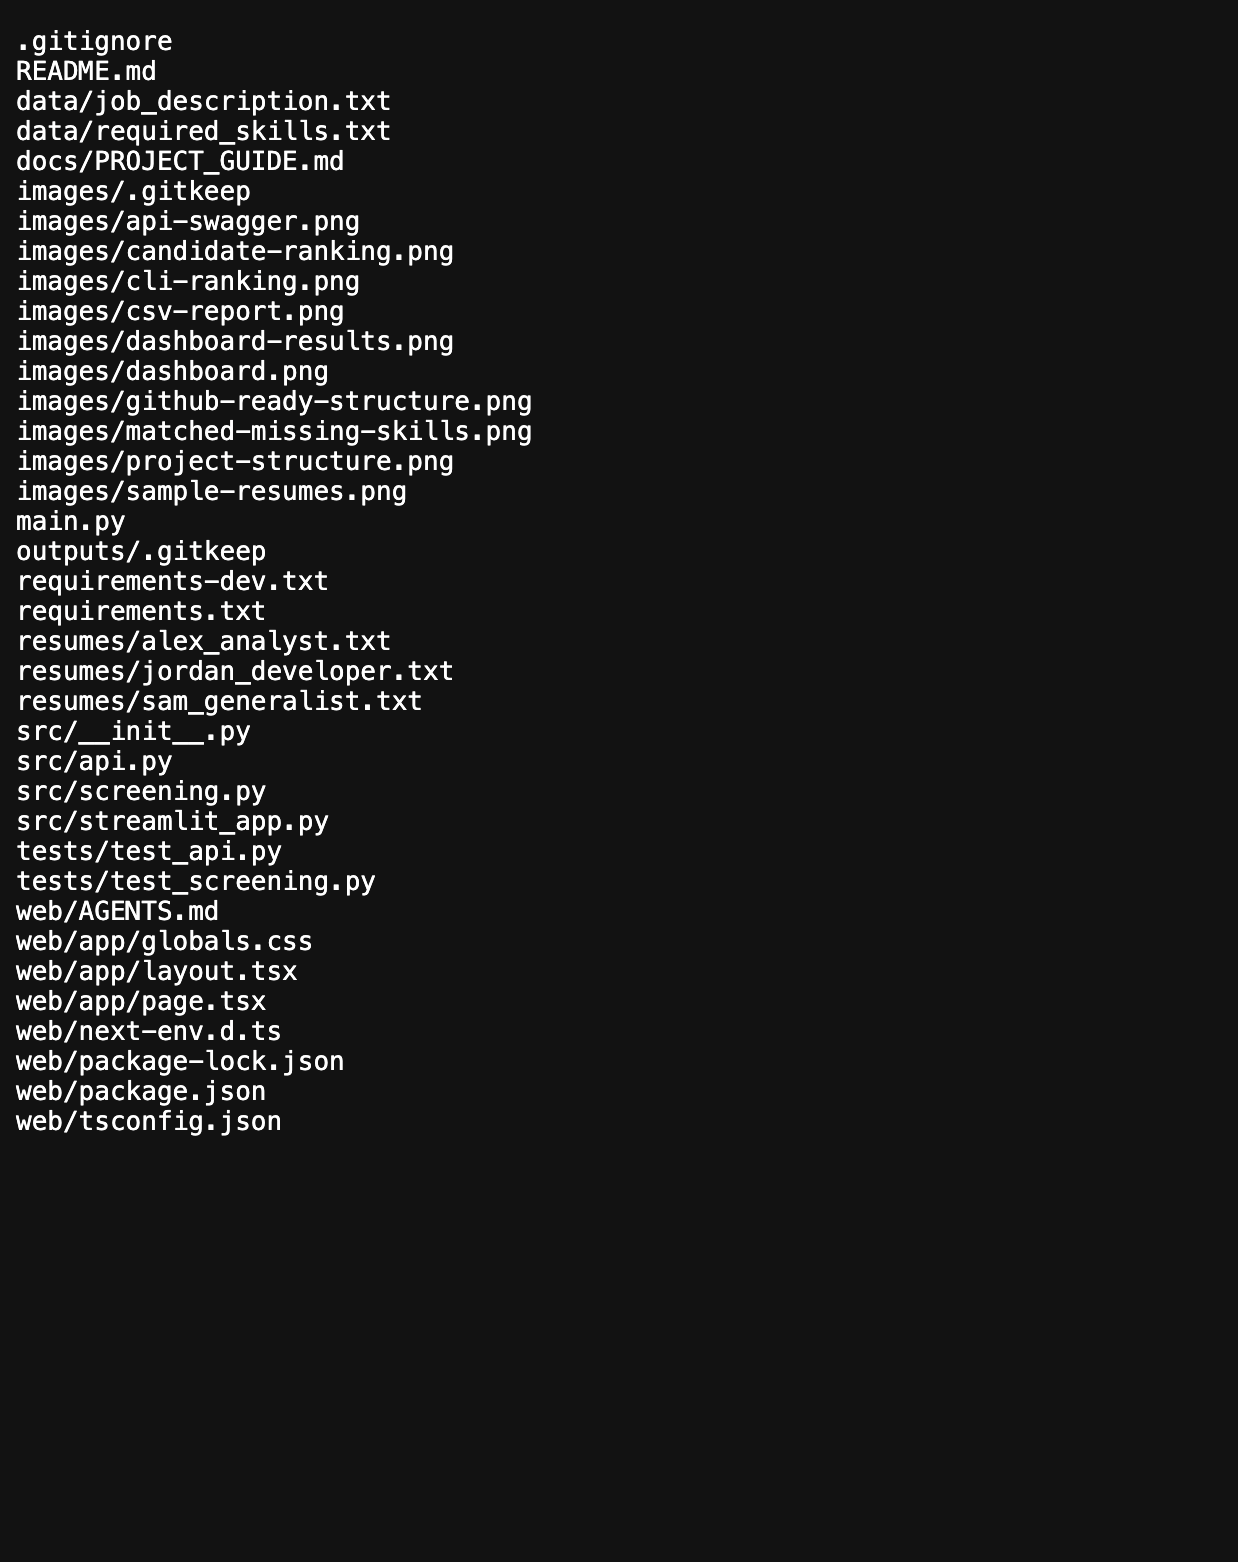 .gitignore
README.md
data/job_description.txt
data/required_skills.txt
docs/PROJECT_GUIDE.md
images/.gitkeep
images/api-swagger.png
images/candidate-ranking.png
images/cli-ranking.png
images/csv-report.png
images/dashboard-results.png
images/dashboard.png
images/github-ready-structure.png
images/matched-missing-skills.png
images/project-structure.png
images/sample-resumes.png
main.py
outputs/.gitkeep
requirements-dev.txt
requirements.txt
resumes/alex_analyst.txt
resumes/jordan_developer.txt
resumes/sam_generalist.txt
src/__init__.py
src/api.py
src/screening.py
src/streamlit_app.py
tests/test_api.py
tests/test_screening.py
web/AGENTS.md
web/app/globals.css
web/app/layout.tsx
web/app/page.tsx
web/next-env.d.ts
web/package-lock.json
web/package.json
web/tsconfig.json